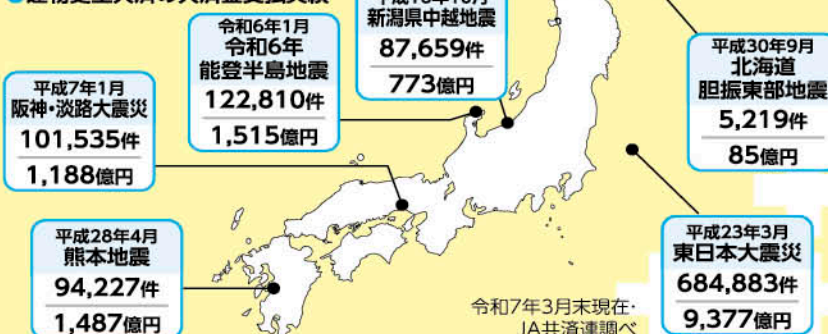 令和6年1月
令和6年
能登半島地震
122,810件
1,515億円
新潟県中越地震
87,659件
773億円
平成30年9月
北海道
胆振東部地震
5,219件
85億円
平成7年1月
阪神・淡路大震災
101,535件
1,188億円
平成28年4月
熊本地震
94,227件
1,487億円
平成23年3月
東日本大震災
684,883件
9,377億円
令和7年3月末現在・
JA共済連調べ